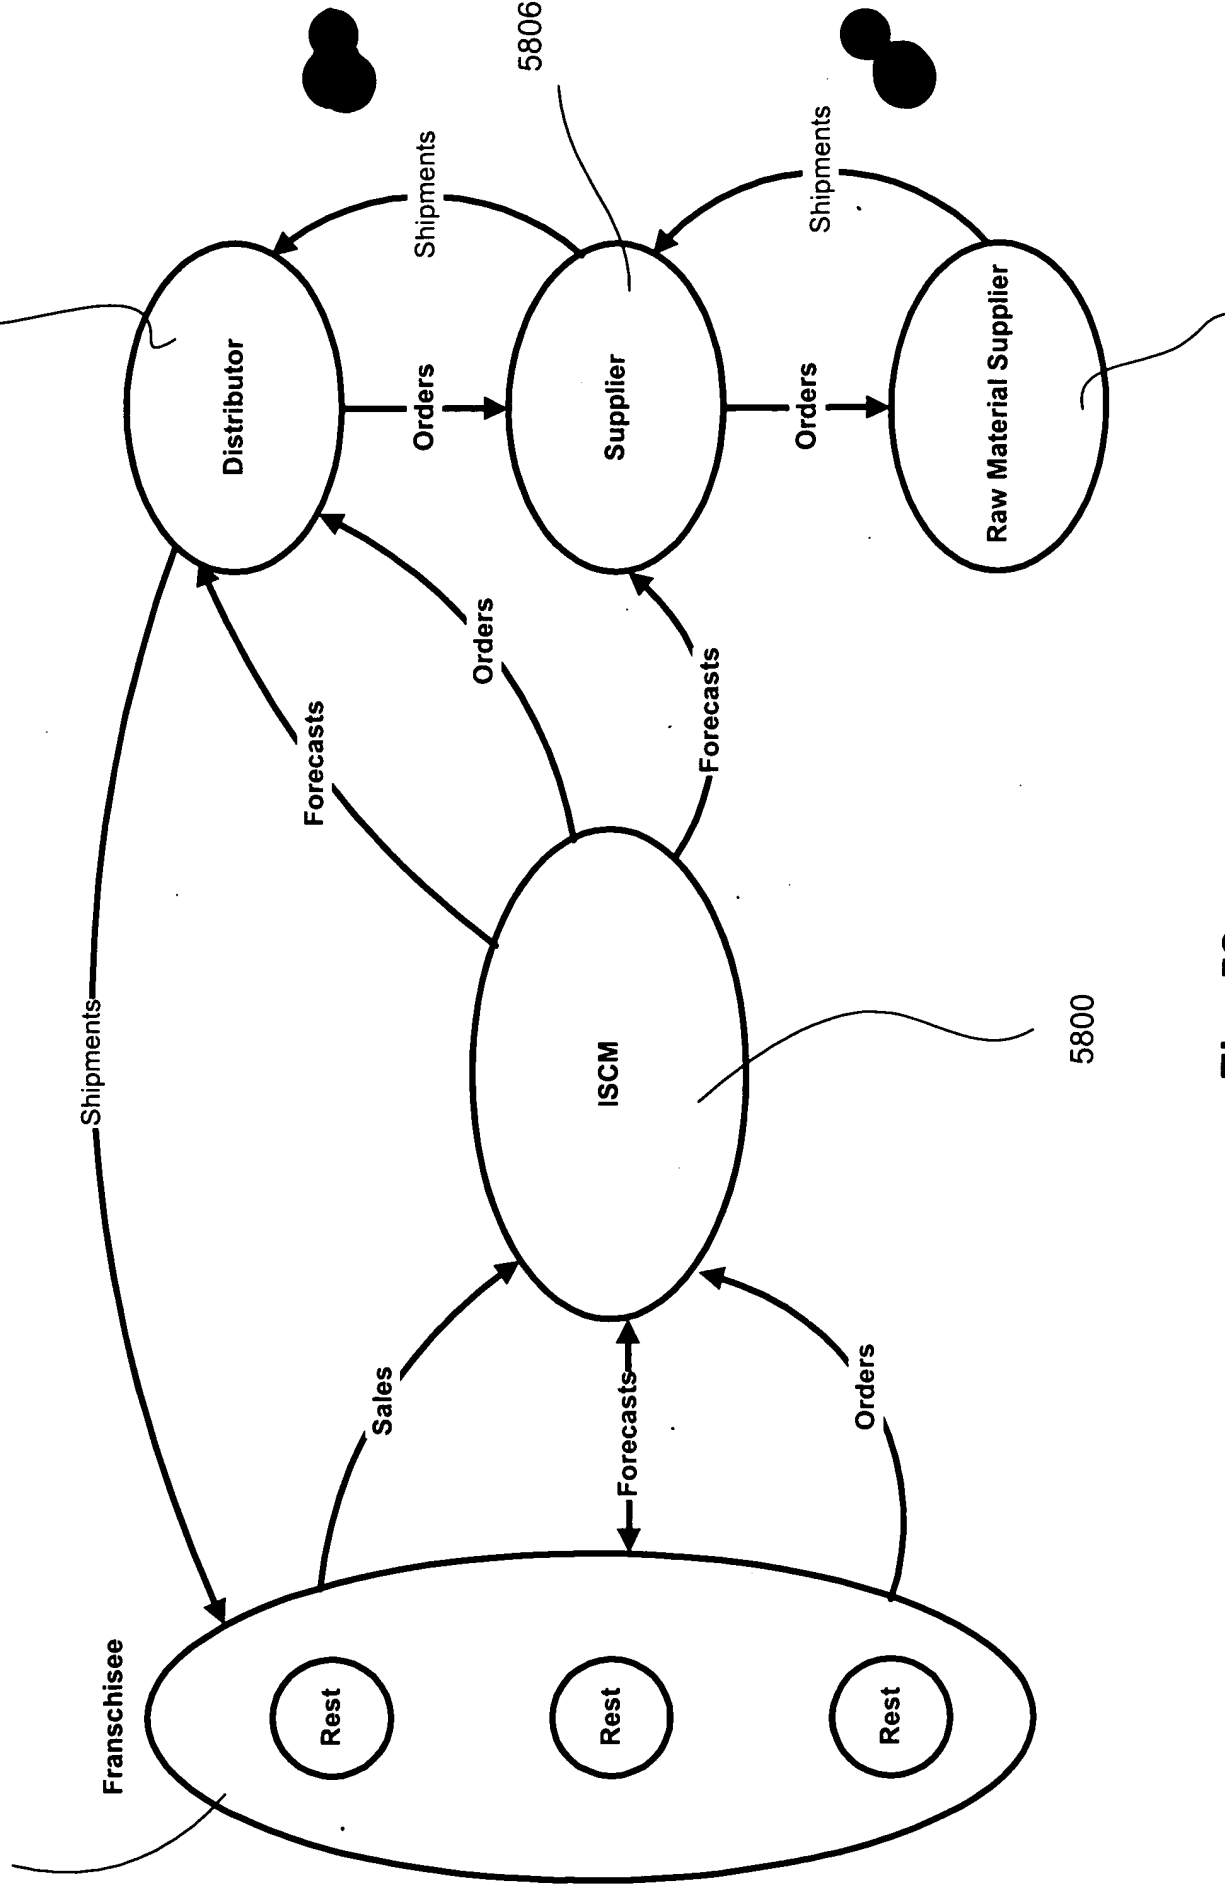 Shipments
Franschisee
Distributor
Forecasts
Rest
Sales
Orders
Shipments
Orders
5806
Rest
ISCM
Supplier
Forecasts
Forecasts
Orders
Shipments
Orders
Rest
Raw Material Supplier
5800